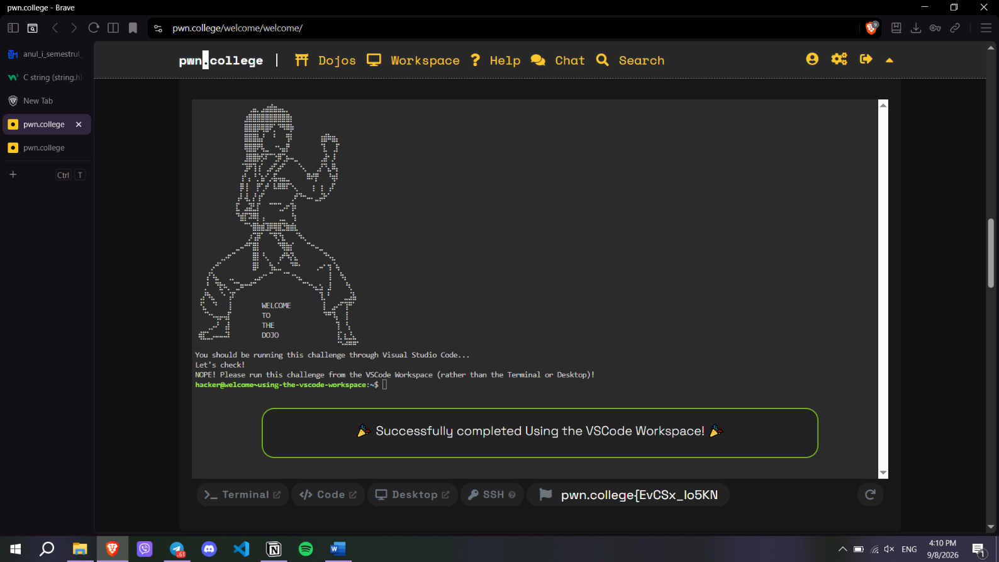 pwn.college - Brave
pwn.college/welcome/welcome/
9
anul_i_semestrul_
C string (string.h)
New Tab
pwn.college
pwn.college
Ctrl T
pwn.college
Dojos
Workspace
Help
Chat
Search
WELCOME
TO
THE
DOJO
You should be running this challenge through Visual Studio Code...
Let's check!
NOPE! Please run this challenge from the VSCode Workspace (rather than the Terminal or Desktop)!
hacker@welcome~using-the-vscode-workspace:~$
Successfully completed Using the VSCode Workspace!
Terminal
Code
Desktop
SSH
pwn.college{EvCSx_lo5KN
61
ENG
4:10 PM
9/8/2026
1